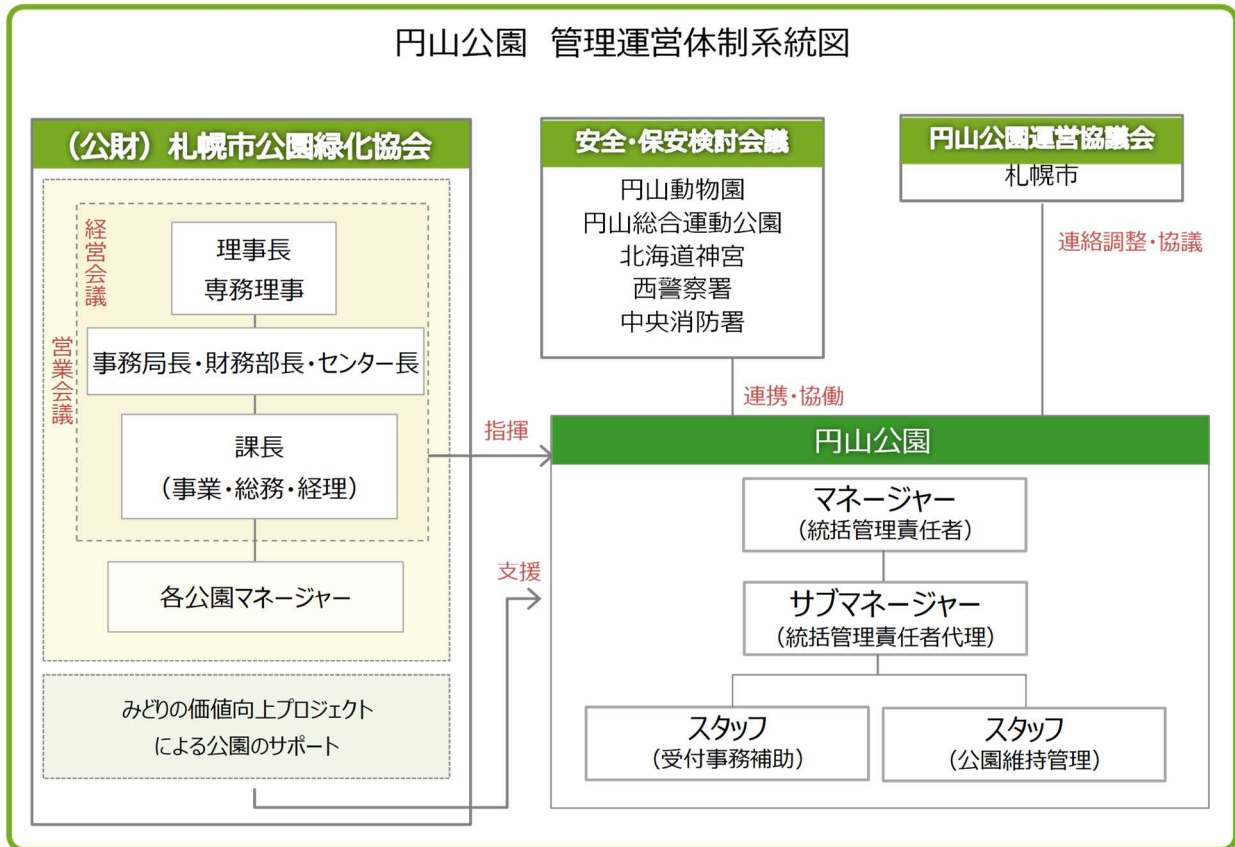 円山公園 管理運営体制系統図
（公財）札幌市公園緑化協会
経営会議
営業会議
理事長
専務理事
事務局長・財務部長・センター長
課長
（事業・総務・経理）
各公園マネージャー
みどりの価値向上プロジェクト
による公園のサポート
指揮
支援
安全・保安検討会議
円山動物園
円山総合運動公園
北海道神宮
西警察署
中央消防署
連携・協働
円山公園運営協議会
札幌市
連絡調整・協議
円山公園
マネージャー
（統括管理責任者）
サブマネージャー
（統括管理責任者代理）
スタッフ
（受付事務補助）
スタッフ
（公園維持管理）